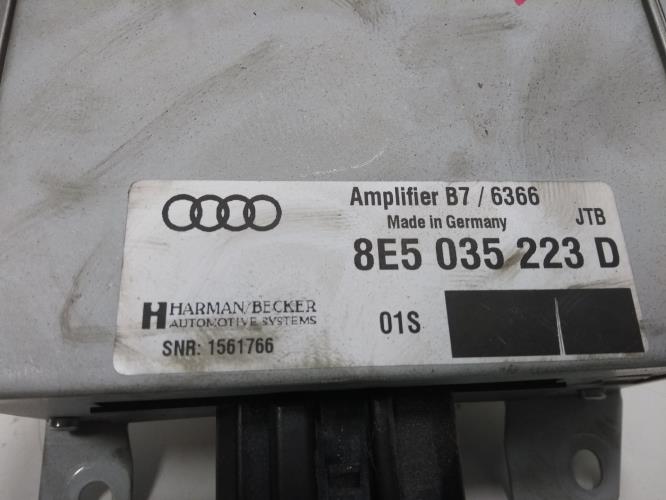 Amplifier B7 / 6366
Made in Germany
JTB
8E5 035 223 D
HARMAN/BECKER
AUTOMOTIVE SYSTEMS
01S
SNR: 1561766